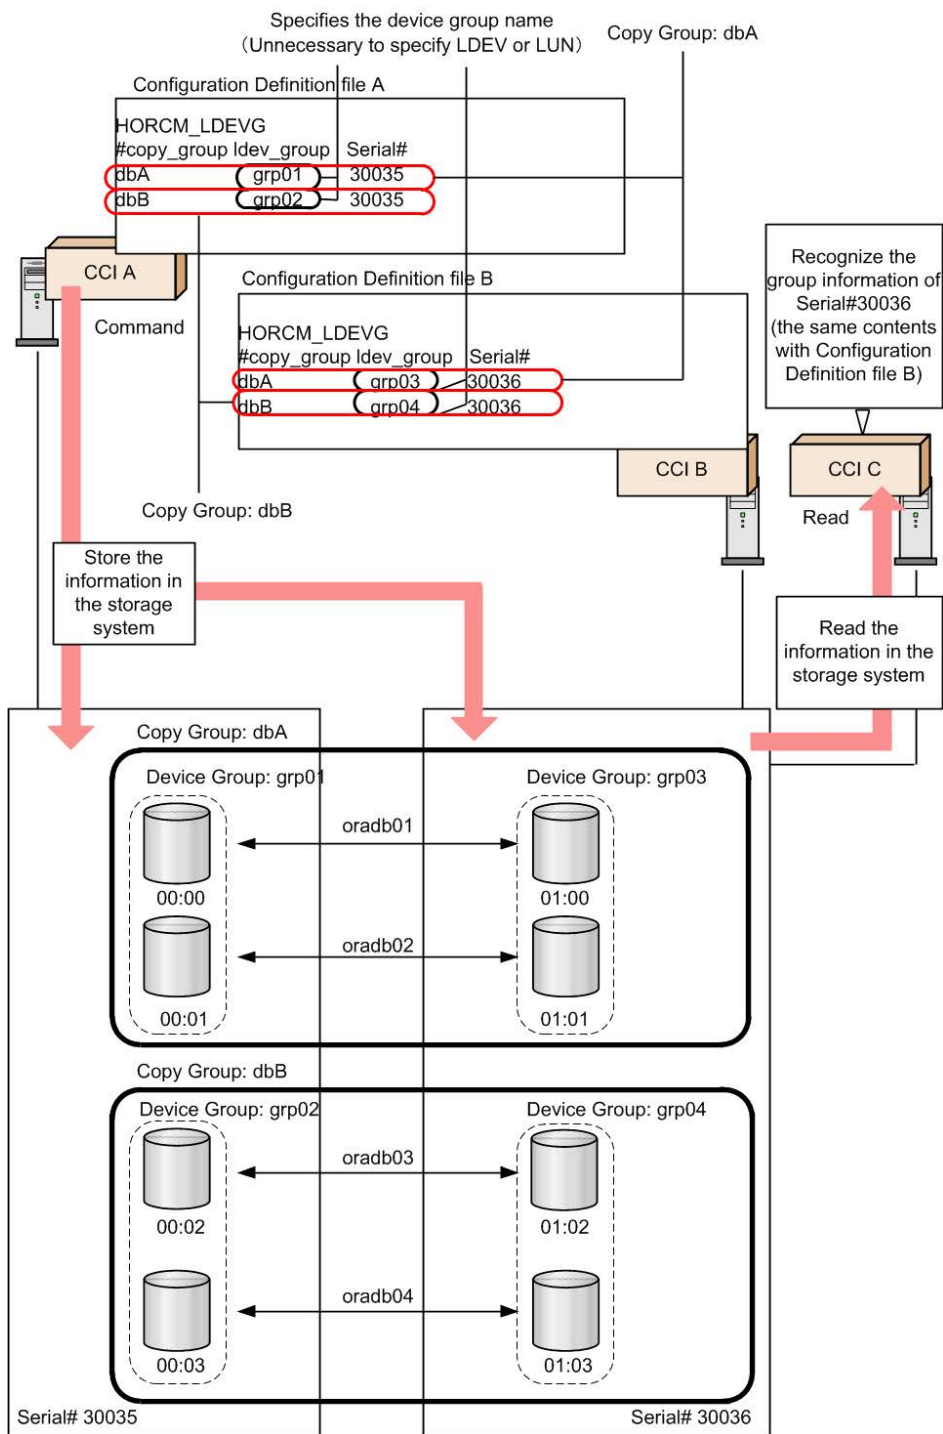 Specifies the device group name
(Unnecessary to specify LDEV or LUN)
Copy Group: dbA
Configuration Definition file A
HORCM_LDEVG
#copy_group ldev_group Serial#
dbA grp01 30035
dbB grp02 30035
CCI A
Command
Configuration Definition file B
HORCM_LDEVG
#copy_group ldev_group Serial#
dbA grp03 30036
dbB grp04 30036
Recognize the
group information of
Serial#30036
(the same contents
with Configuration
Definition file B)
CCI B
CCI C
Copy Group: dbB
Read
Store the
information in
the storage
system
Read the
information in the
storage system
Copy Group: dbA
Device Group: grp01
Device Group: grp03
oradb01
00:00
01:00
oradb02
00:01
01:01
Copy Group: dbB
Device Group: grp02
Device Group: grp04
oradb03
00:02
01:02
oradb04
00:03
01:03
Serial# 30035
Serial# 30036